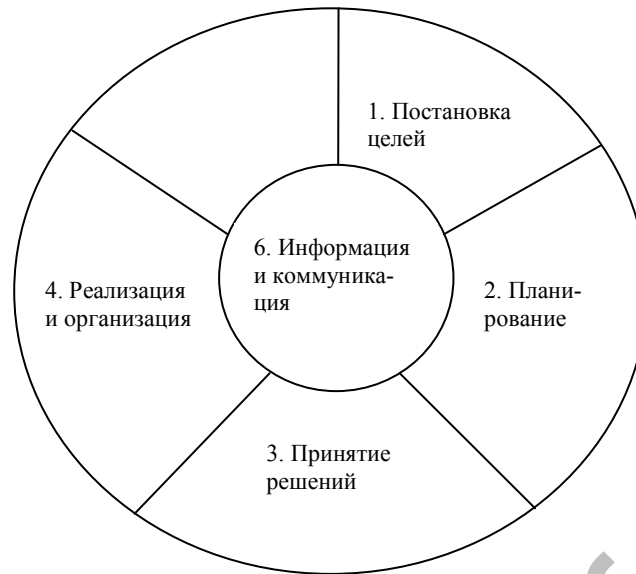 1. Постановка
целей
6. Информация
и коммуника-
ция
4. Реализация
и организация
2. Плани-
рование
3. Принятие
решений